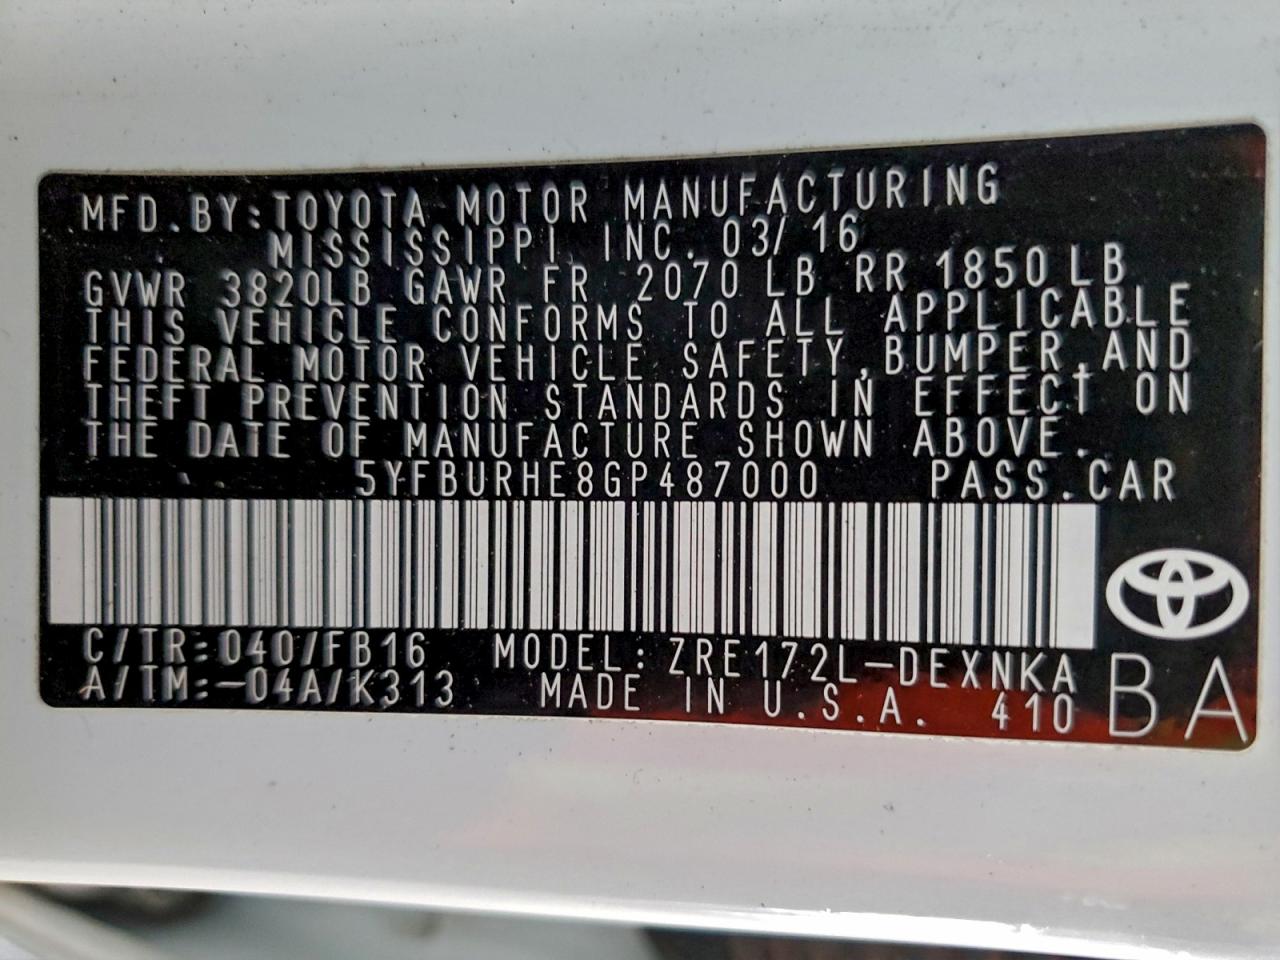 MFD.BY:TOYOTA MOTOR MANUFACTURING
MISSISSIPPI INC. 03/16
GVWR 3820LB GAWR FR 2070 LB RR 1850 LB
THIS VEHICLE CONFORMS TO ALL APPLICABLE
FEDERAL MOTOR VEHICLE SAFETY,BUMPER,AND
THEFT PREVENTION STANDARDS IN EFFECT ON
THE DATE OF MANUFACTURE SHOWN ABOVE.
5YFBURHE8GP487000 PASS.CAR
C/TR:040/FB16 MODEL:ZRE172L-DEXNKA
A/TM:-04A/K313 MADE IN U.S.A. 410
BA